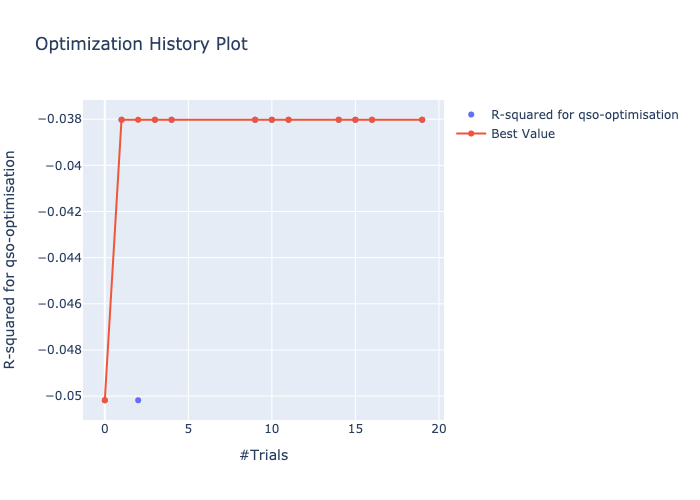 Optimization History Plot
R-squared for qso-optimisation
Best Value
R-squared for qso-optimisation
−0.038
−0.04
−0.042
−0.044
−0.046
−0.048
−0.05
0
5
10
15
20
#Trials